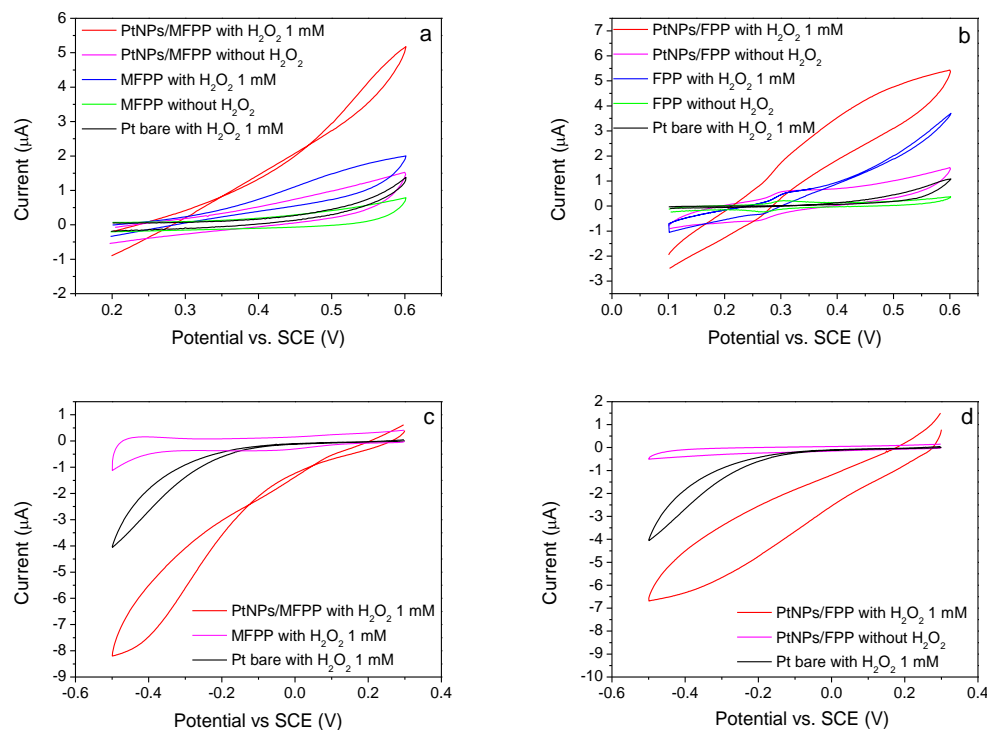 a
PtNPs/MFPP with H₂O₂ 1 mM
PtNPs/MFPP without H₂O₂
MFPP with H₂O₂ 1 mM
MFPP without H₂O₂
Pt bare with H₂O₂ 1 mM
6
5
4
3
2
1
0
-1
-2
0.2 0.3 0.4 0.5 0.6
Current (µA)
Potential vs. SCE (V)
b
PtNPs/FPP with H₂O₂ 1 mM
PtNPs/FPP without H₂O₂
FPP with H₂O₂ 1 mM
FPP without H₂O₂
Pt bare with H₂O₂ 1 mM
7
6
5
4
3
2
1
0
-1
-2
-3
0.0 0.1 0.2 0.3 0.4 0.5 0.6
Current (µA)
Potential vs. SCE (V)
c
1
0
-1
-2
-3
-4
-5
-6
-7
-8
-9
PtNPs/MFPP with H₂O₂ 1 mM
MFPP with H₂O₂ 1 mM
Pt bare with H₂O₂ 1 mM
-0.6 -0.4 -0.2 0.0 0.2 0.4
Current (µA)
Potential vs SCE (V)
d
2
1
0
-1
-2
-3
-4
-5
-6
-7
-8
-9
-10
PtNPs/FPP with H₂O₂ 1 mM
PtNPs/FPP without H₂O₂
Pt bare with H₂O₂ 1 mM
-0.6 -0.4 -0.2 0.0 0.2 0.4
Current (µA)
Potential vs. SCE (V)